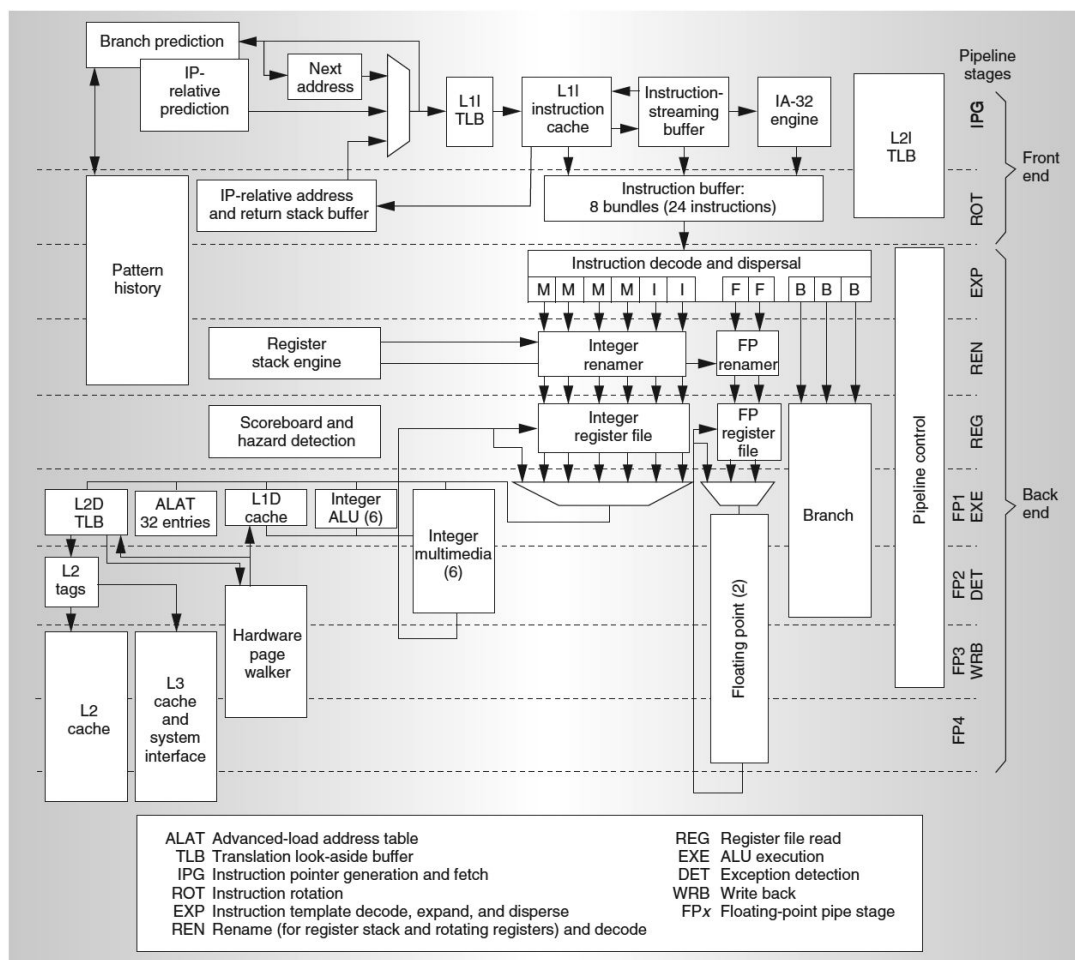 Branch prediction
IP-
relative
prediction
Next
address
L1I
TLB
L1I
instruction
cache
Instruction-
streaming
buffer
IA-32
engine
L2I
TLB
Pipeline
stages
IPG
Front
end
ROT
IP-relative address
and return stack buffer
Instruction buffer:
8 bundles (24 instructions)
Pattern
history
Instruction decode and dispersal
M M M M I I F F B B B
EXP
Register
stack engine
Integer
renamer
FP
renamer
REN
Scoreboard and
hazard detection
Integer
register file
FP
register
file
REG
Pipeline control
Back
end
L2D
TLB
ALAT
32 entries
L1D
cache
Integer
ALU (6)
Integer
multimedia
(6)
Branch
FP1
EXE
L2
tags
Hardware
page
walker
Floating point (2)
FP2
DET
FP3
WRB
L2
cache
L3
cache
and
system
interface
FP4
ALAT Advanced-load address table
TLB Translation look-aside buffer
IPG Instruction pointer generation and fetch
ROT Instruction rotation
EXP Instruction template decode, expand, and disperse
REN Rename (for register stack and rotating registers) and decode
REG Register file read
EXE ALU execution
DET Exception detection
WRB Write back
FPx Floating-point pipe stage